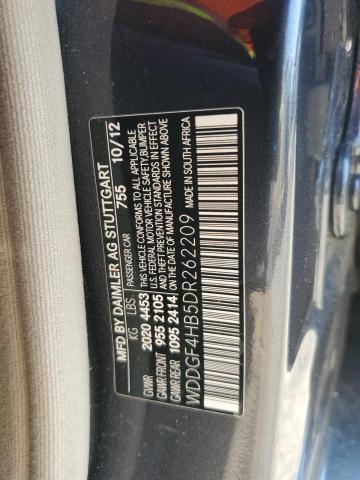 MFD BY DAIMLER AG STUTTGART
755 10/12
KG LBS PASSENGER CAR
GVWR 2020 4453
GAWR FRONT 955 2105
GAWR REAR 1095 2414
THIS VEHICLE CONFORMS TO ALL APPLICABLE
U.S. FEDERAL MOTOR VEHICLE SAFETY, BUMPER
AND THEFT PREVENTION STANDARDS IN EFFECT
ON THE DATE OF MANUFACTURE SHOWN ABOVE.
WDDGF4HB5DR262209
MADE IN SOUTH AFRICA